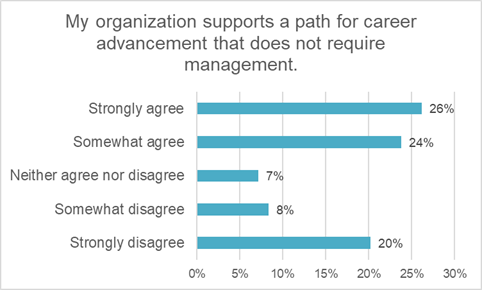 My organization supports a path for career
advancement that does not require
management.
Strongly agree 26%
Somewhat agree 24%
Neither agree nor disagree 7%
Somewhat disagree 8%
Strongly disagree 20%
0% 5% 10% 15% 20% 25% 30%